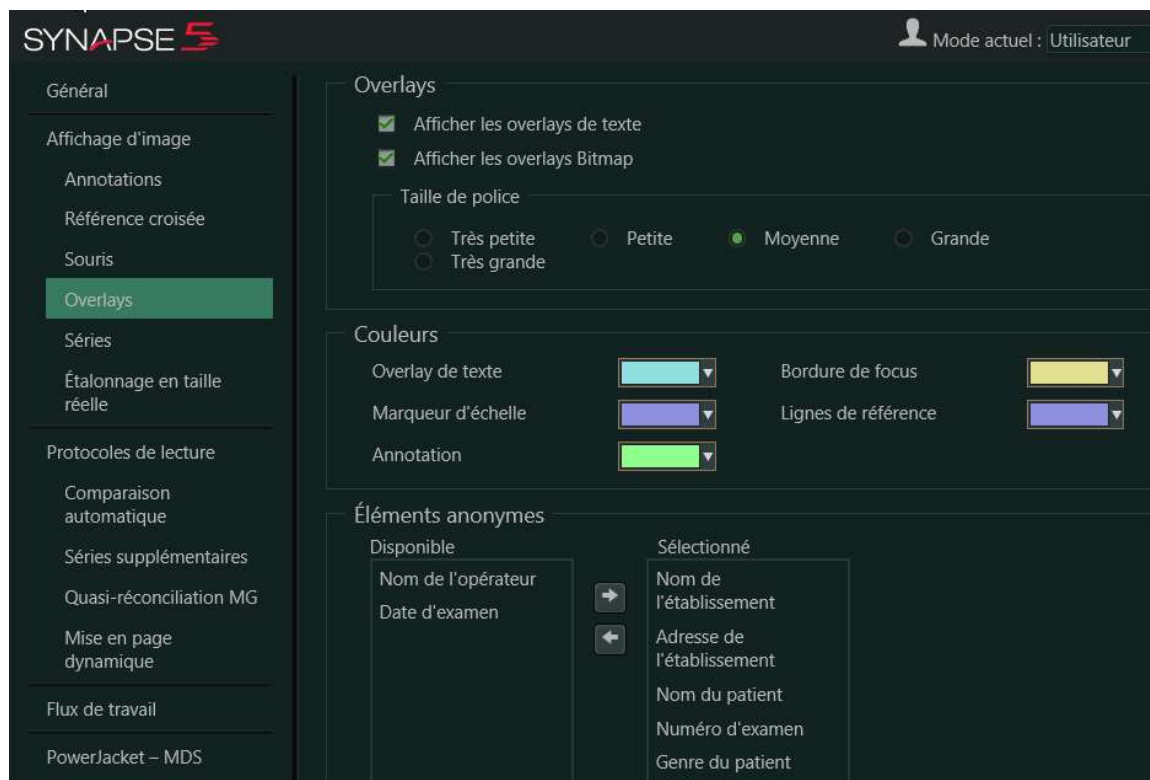 SYNAPSE 5
Mode actuel : Utilisateur
Général
Affichage d'image
Annotations
Référence croisée
Souris
Overlays
Séries
Étalonnage en taille
réelle
Protocoles de lecture
Comparaison
automatique
Séries supplémentaires
Quasi-réconciliation MG
Mise en page
dynamique
Flux de travail
PowerJacket – MDS
Overlays
Afficher les overlays de texte
Afficher les overlays Bitmap
Taille de police
Très petite Petite Moyenne Grande
Très grande
Couleurs
Overlay de texte Bordure de focus
Marqueur d'échelle Lignes de référence
Annotation
Éléments anonymes
Disponible
Nom de l'opérateur
Date d'examen
Sélectionné
Nom de
l'établissement
Adresse de
l'établissement
Nom du patient
Numéro d'examen
Genre du patient